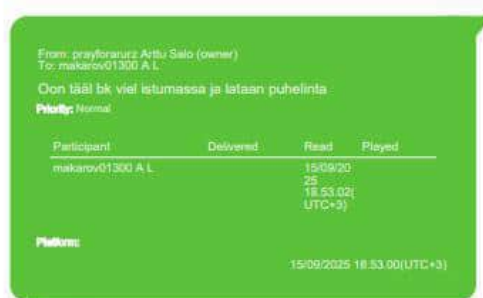 From: prayforarurz Arttu Salo (owner)
To: makarov01300 A L
Oon tääl bk viel istumassa ja lataan puhelinta
Priority: Normal
Participant Delivered Read Played
makarov01300 A L 15/09/20
25
18.53.02(
UTC+3)
Platform:
15/09/2025 18:53.00(UTC+3)